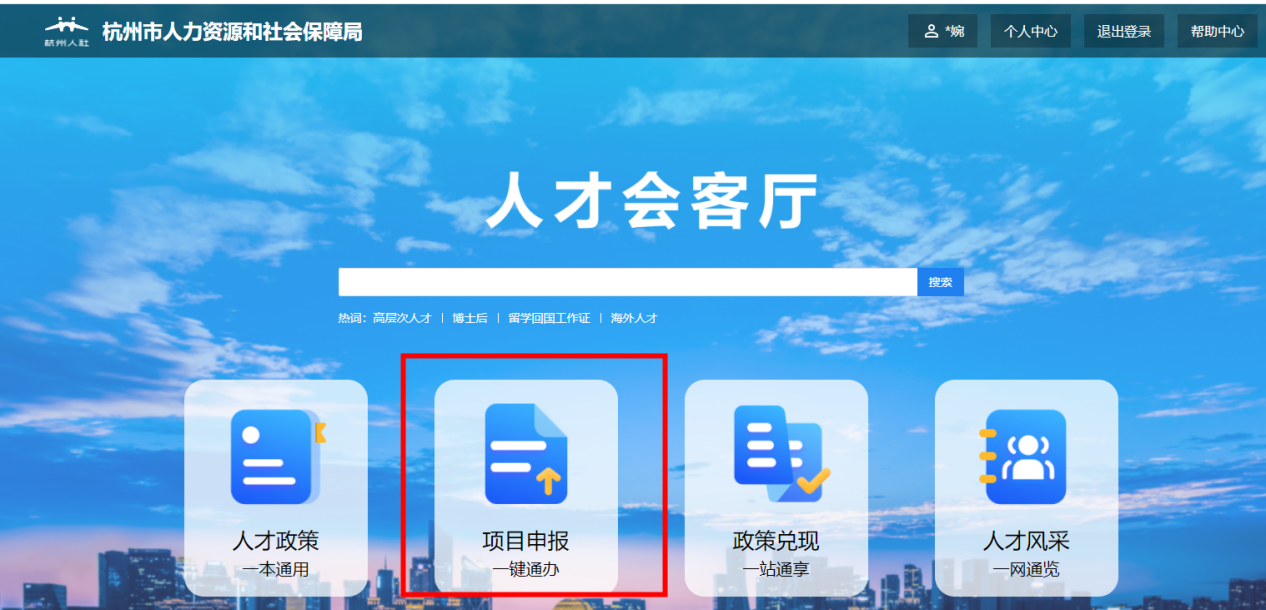 杭州人社
杭州市人力资源和社会保障局
*婉
个人中心
退出登录
帮助中心
人才会客厅
搜索
热词：高层次人才 | 博士后 | 留学回国工作证 | 海外人才
人才政策
一本通用
项目申报
一键通办
政策兑现
一站通享
人才风采
一网通览